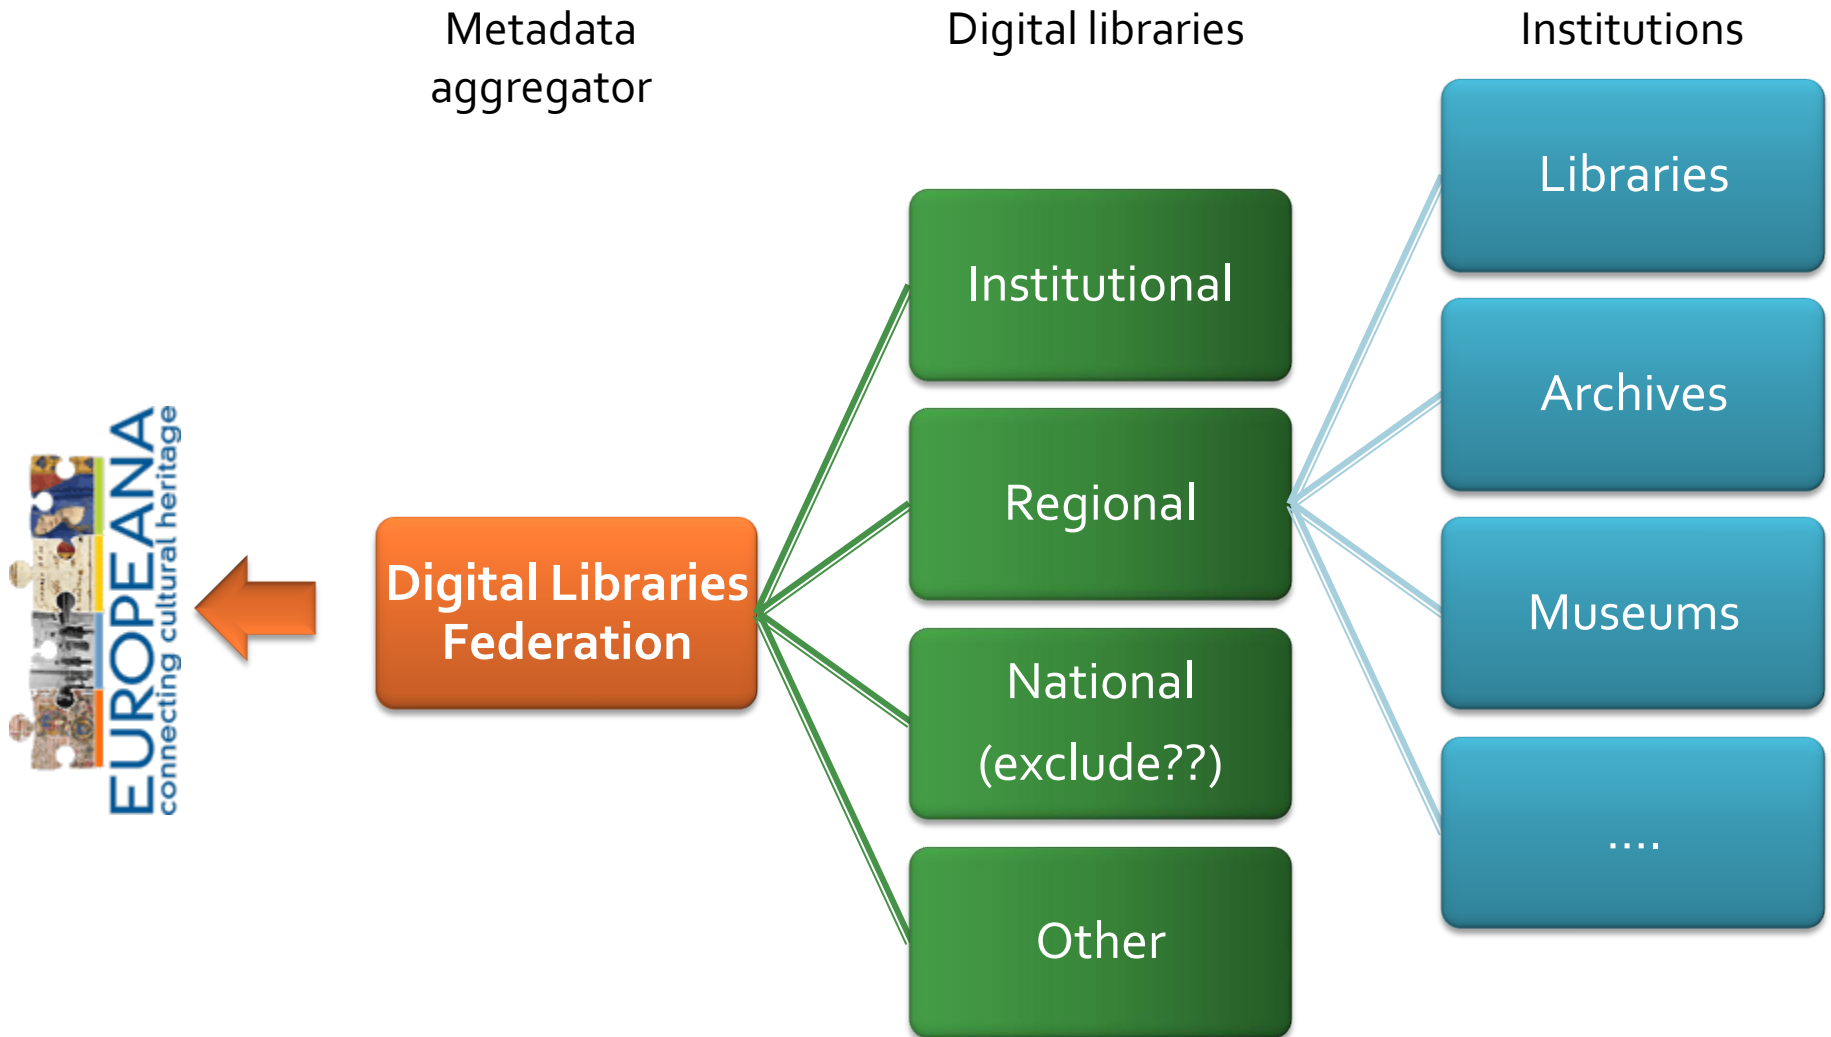 Metadata
aggregator
Digital libraries
Institutions
EUROPEANA
connecting cultural heritage
Digital Libraries
Federation
Institutional
Regional
National
(exclude??)
Other
Libraries
Archives
Museums
....